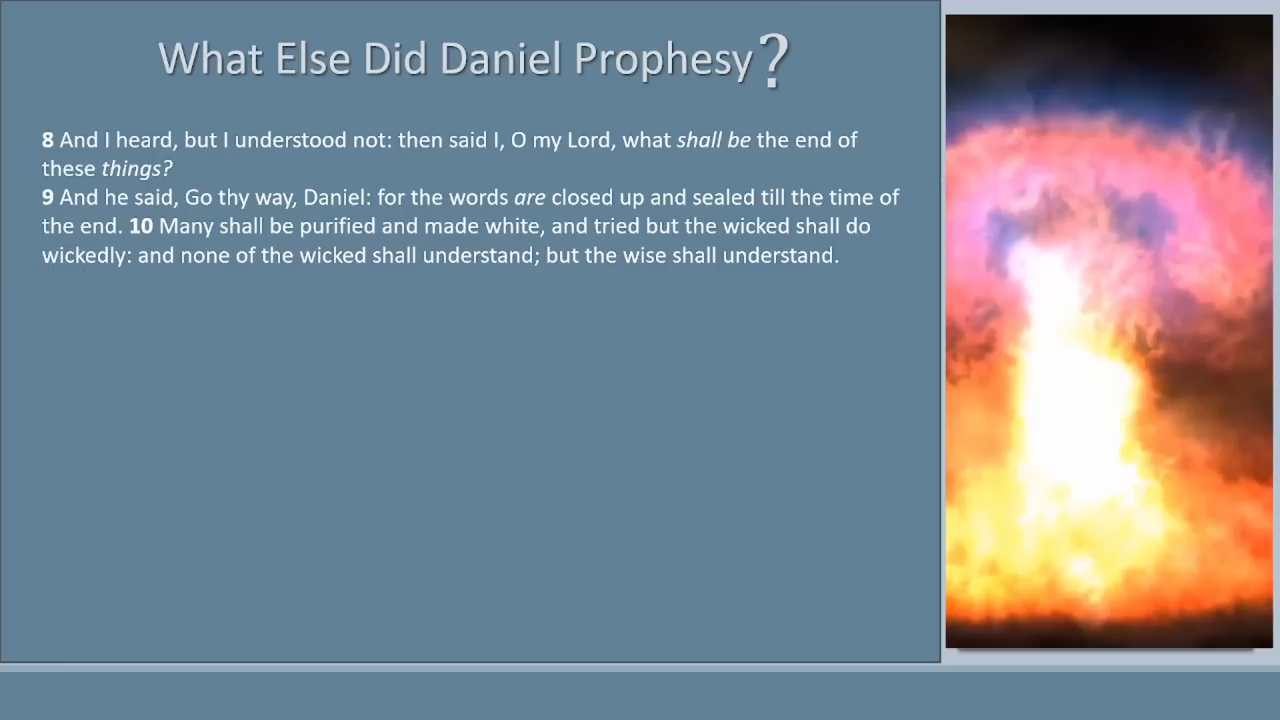 What Else Did Daniel Prophesy?
8 And I heard, but I understood not: then said I, O my Lord, what shall be the end of
these things?
9 And he said, Go thy way, Daniel: for the words are closed up and sealed till the time of
the end. 10 Many shall be purified and made white, and tried but the wicked shall do
wickedly: and none of the wicked shall understand; but the wise shall understand.